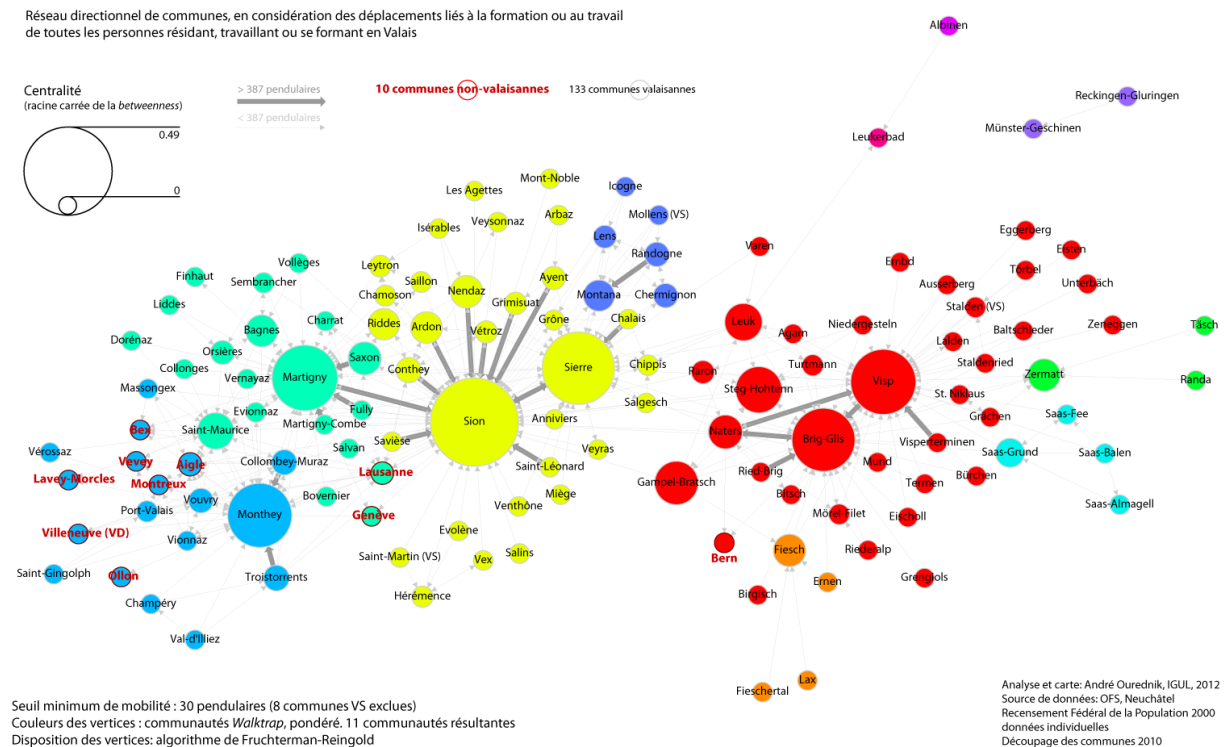 Réseau directionnel de communes, en considération des déplacements liés à la formation ou au travail
de toutes les personnes résidant, travaillant ou se formant en Valais
Centralité
(racine carrée de la betweenness)
0.49
0
> 387 pendulaires
< 387 pendulaires
10 communes non-valaisannes
133 communes valaisannes
Albinen
Reckingen-Gluringen
Münster-Geschinen
Leukerbad
Mont-Noble
Les Agettes
Icogne
Arbaz
Mollens (VS)
Veysonnaz
Isérables
Lens
Randogne
Varen
Eggerberg
Eisten
Embd
Törbel
Unterbäch
Ausserberg
Stalden (VS)
Vollèges
Finhaut
Sembrancher
Leytron
Saillon
Nendaz
Ayent
Montana
Chermignon
Liddes
Chamoson
Grimisuat
Grône
Chalais
Leuk
Agarn
Niedergesteln
Baltschieder
Zeneggen
Täsch
Charrat
Riddes
Ardon
Vétroz
Bagnes
Dorénaz
Orsières
Saxon
Conthey
Sierre
Chippis
Raron
Turtmann
Lalden
Staldenried
Zermatt
Randa
Collonges
Vernayaz
Martigny
Massongex
Steg-Hohtenn
Visp
St. Niklaus
Salgesch
Evionnaz
Fully
Martigny-Combe
Sion
Anniviers
Grächen
Saas-Fee
Bex
Saint-Maurice
Salvan
Savièse
Naters
Brig-Glis
Visperterminen
Vérossaz
Veyras
Saas-Grund
Saas-Balen
Vevey
Aigle
Collombey-Muraz
Lausanne
Saint-Léonard
Ried-Brig
Mund
Lavey-Morcles
Montreux
Gampel-Bratsch
Termen
Bürchen
Vouvry
Bovernier
Miège
Bitsch
Saas-Almagell
Port-Valais
Monthey
Genève
Venthône
Mörel-Filet
Eischoll
Villeneuve (VD)
Vionnaz
Evolène
Saint-Martin (VS)
Vex
Salins
Bern
Fiesch
Riederalp
Saint-Gingolph
Ollon
Troistorrents
Grengiols
Champéry
Hérémence
Birgisch
Ernen
Val-d'Illiez
Fieschertal
Lax
Seuil minimum de mobilité : 30 pendulaires (8 communes VS exclues)
Couleurs des vertices : communautés Walktrap, pondéré. 11 communautés résultantes
Disposition des vertices: algorithme de Fruchterman-Reingold
Analyse et carte: André Ourednik, IGUL, 2012
Source de données: OFS, Neuchâtel
Recensement Fédéral de la Population 2000
données individuelles
Découpage des communes 2010